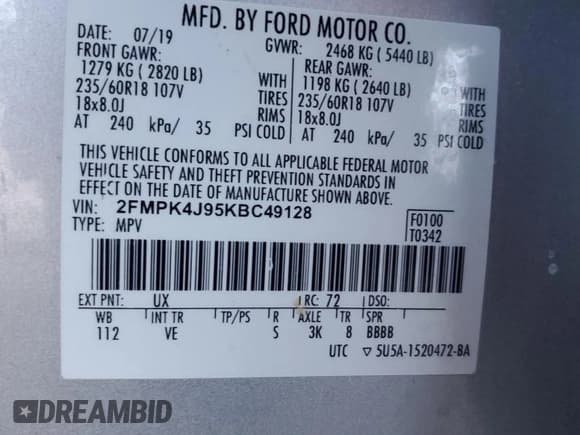 MFD. BY FORD MOTOR CO.
DATE: 07/19 GVWR: 2468 KG ( 5440 LB)
FRONT GAWR: REAR GAWR:
1279 KG ( 2820 LB) WITH 1198 KG ( 2640 LB) WITH
235/60R18 107V TIRES 235/60R18 107V TIRES
18x8.0J RIMS 18x8.0J RIMS
AT 240 kPa/ 35 PSI COLD AT 240 kPa/ 35 PSI COLD
THIS VEHICLE CONFORMS TO ALL APPLICABLE FEDERAL MOTOR
VEHICLE SAFETY AND THEFT PREVENTION STANDARDS IN
EFFECT ON THE DATE OF MANUFACTURE SHOWN ABOVE.
VIN: 2FMPK4J95KBC49128 F0100
TYPE: MPV T0342
EXT PNT: UX RC: 72 DSO:
WB INT TR TP/PS R AXLE TR SPR
112 VE S 3K 8 BBBB
UTC ▽ 5U5A-1520472-BA
DREAMBID